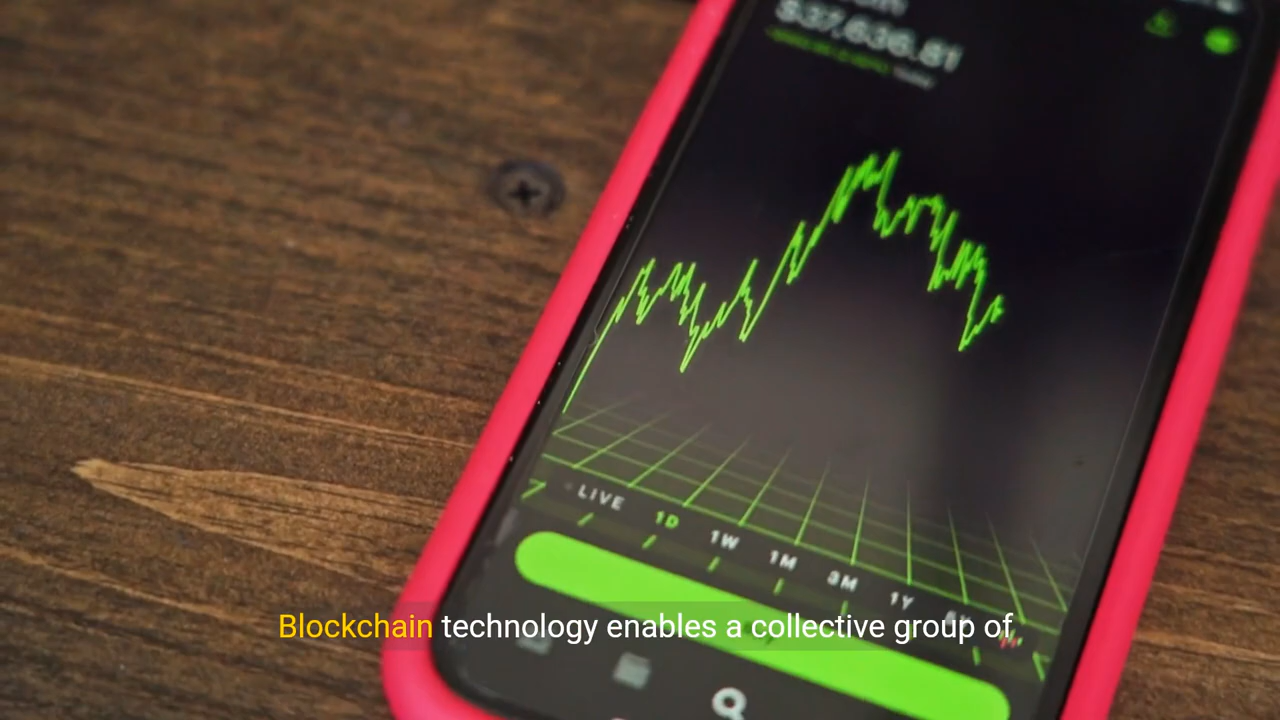 $37,636.81
LIVE
1D
1W
1M
3M
1Y
Blockchain technology enables a collective group of